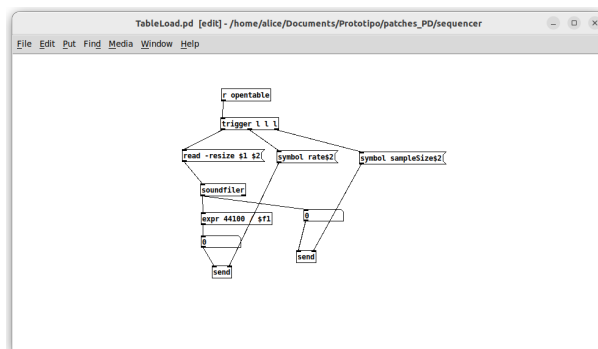 TableLoad.pd [edit] - /home/alice/Documents/Prototipo/patches_PD/sequencer
File Edit Put Find Media Window Help
r opentable
trigger l l l
read -resize $1 $2
symbol rate$2
symbol sampleSize$2
soundfiler
0
expr 44100 / $f1
0
send
send